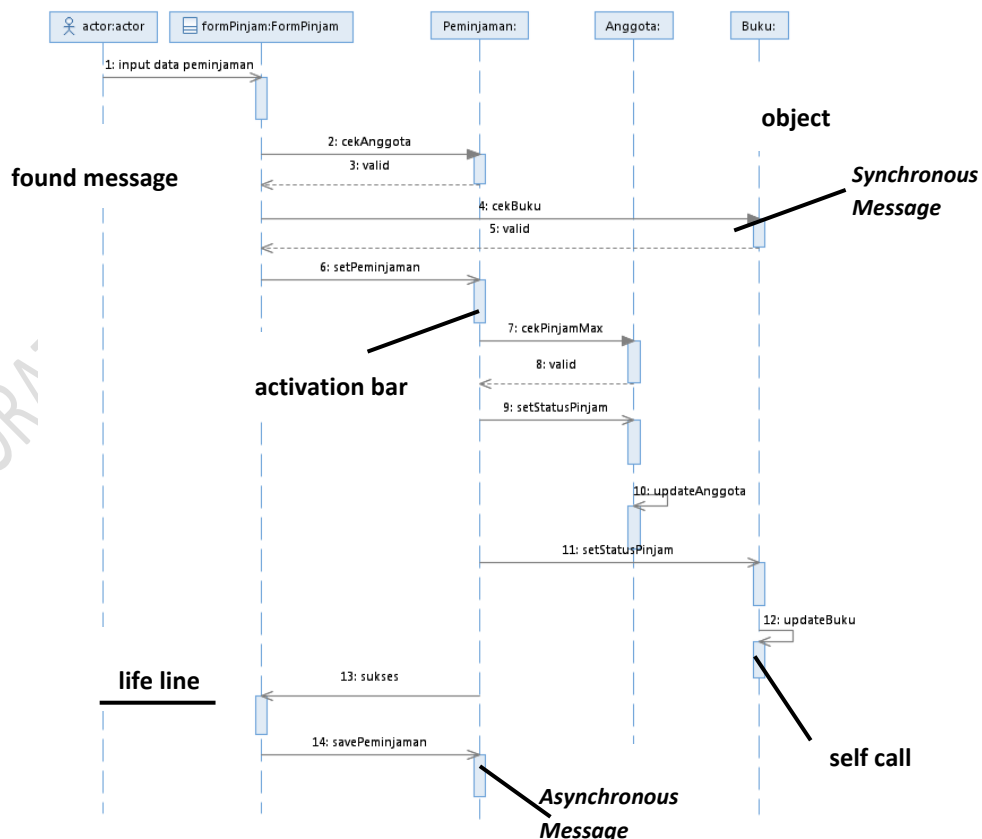 actor:actor
formPinjam:FormPinjam
Peminjaman:
Anggota:
Buku:
1: input data peminjaman
object
2: cekAnggota
3: valid
found message
Synchronous
Message
4: cekBuku
5: valid
6: setPeminjaman
7: cekPinjamMax
8: valid
activation bar
9: setStatusPinjam
10: updateAnggota
11: setStatusPinjam
12: updateBuku
13: sukses
life line
14: savePeminjaman
self call
Asynchronous
Message